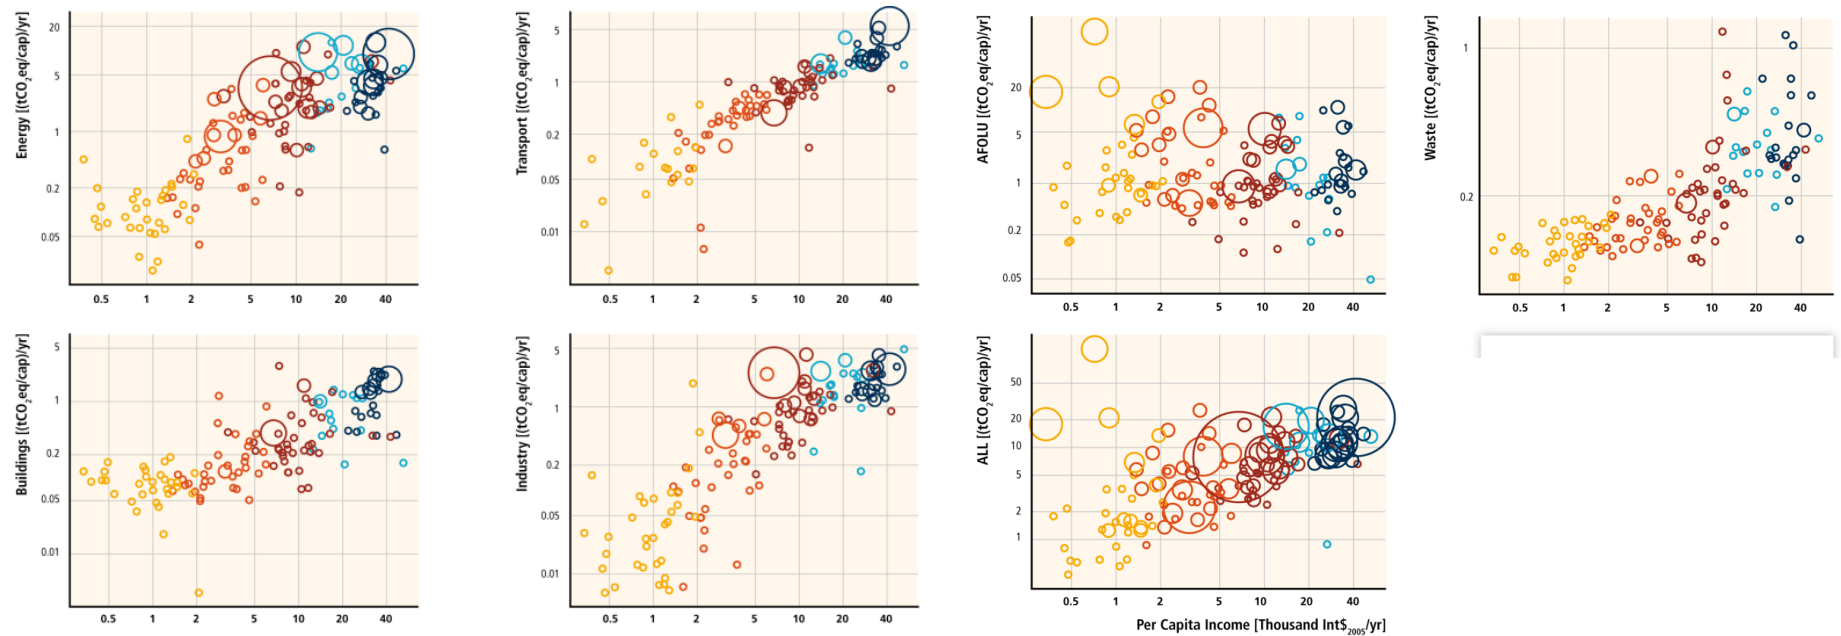 Energy [(tCO2eq/cap)/yr]
20
5
1
0.2
0.05
0.5 1 2 5 10 20 40
Transport [(tCO2eq/cap)/yr]
5
1
0.2
0.05
0.01
0.5 1 2 5 10 20 40
AFOLU [(tCO2eq/cap)/yr]
20
5
1
0.2
0.05
0.5 1 2 5 10 20 40
Waste [(tCO2eq/cap)/yr]
1
0.2
0.5 1 2 5 10 20 40
Buildings [(tCO2eq/cap)/yr]
5
1
0.2
0.05
0.01
0.5 1 2 5 10 20 40
Industry [(tCO2eq/cap)/yr]
5
1
0.2
0.05
0.01
0.5 1 2 5 10 20 40
ALL [(tCO2eq/cap)/yr]
50
20
10
5
2
1
0.5 1 2 5 10 20 40
Per Capita Income [Thousand Int$2005/yr]